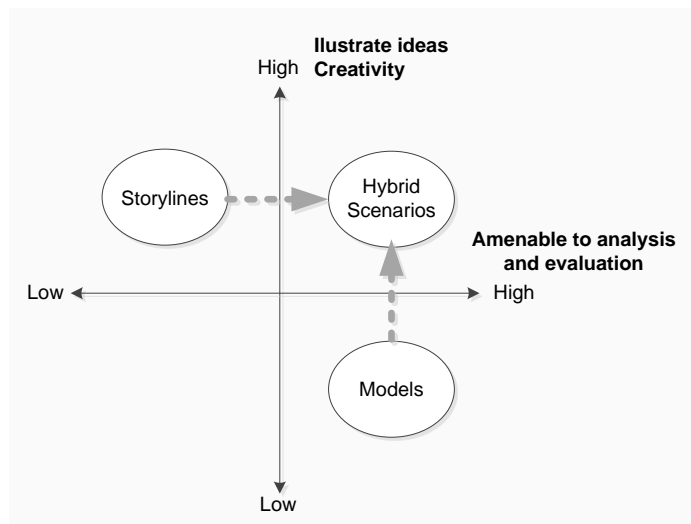 Ilustrate ideas
High Creativity
Storylines
Hybrid
Scenarios
Amenable to analysis
and evaluation
Low
High
Models
Low